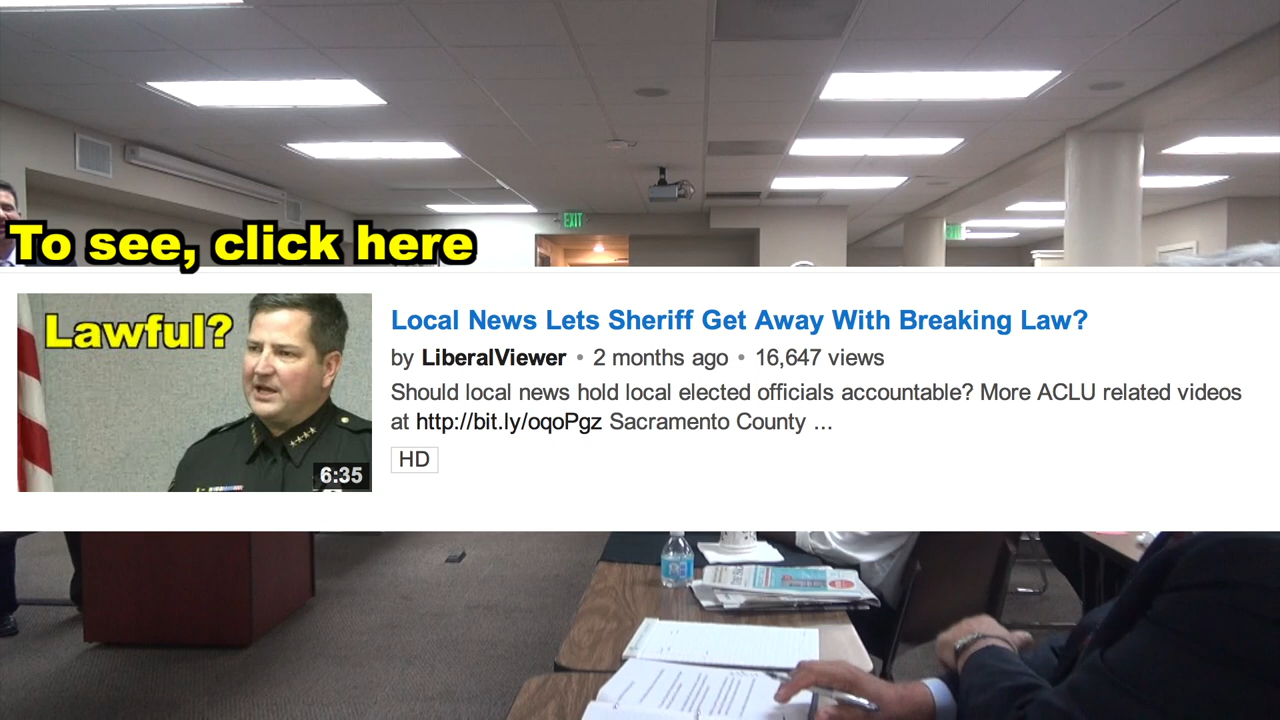 EXIT
To see, click here
Lawful?
6:35
Local News Lets Sheriff Get Away With Breaking Law?
by LiberalViewer • 2 months ago • 16,647 views
Should local news hold local elected officials accountable? More ACLU related videos
at http://bit.ly/oqoPgz Sacramento County ...
HD